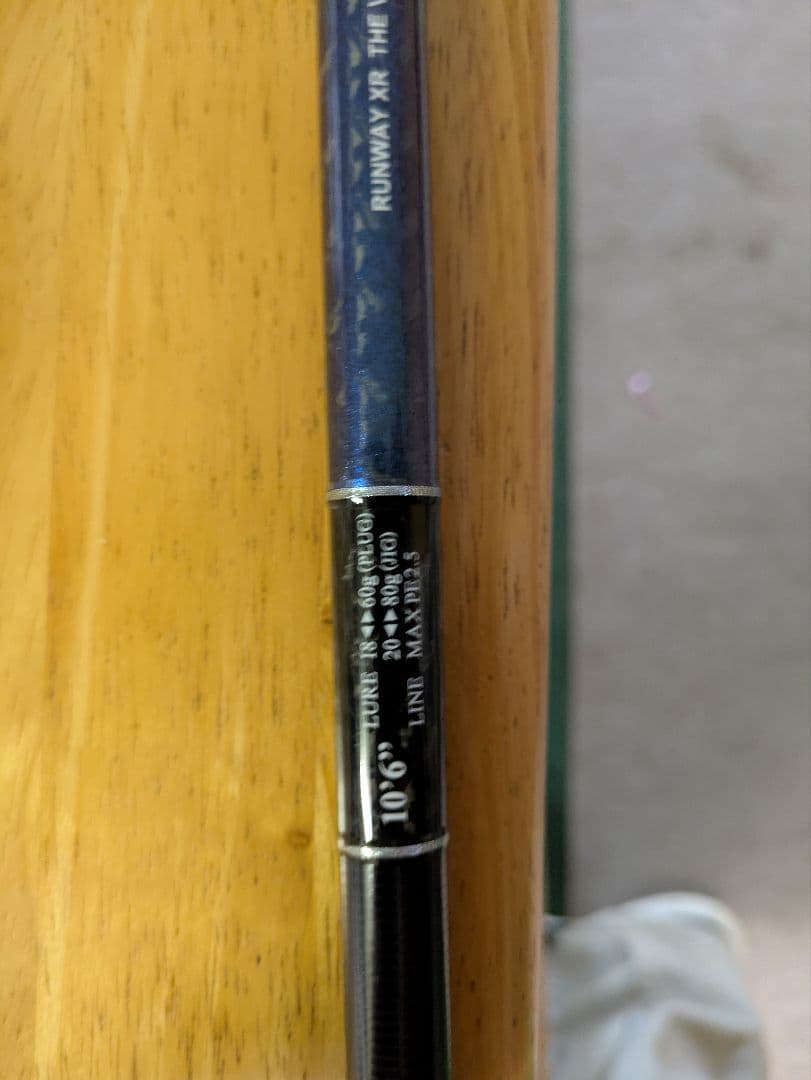 RUNWAY XR THE
10'6"
LURE 18◀▶60g(PLUG)
20◀▶80g(JIG)
LINE MAX PE2.5